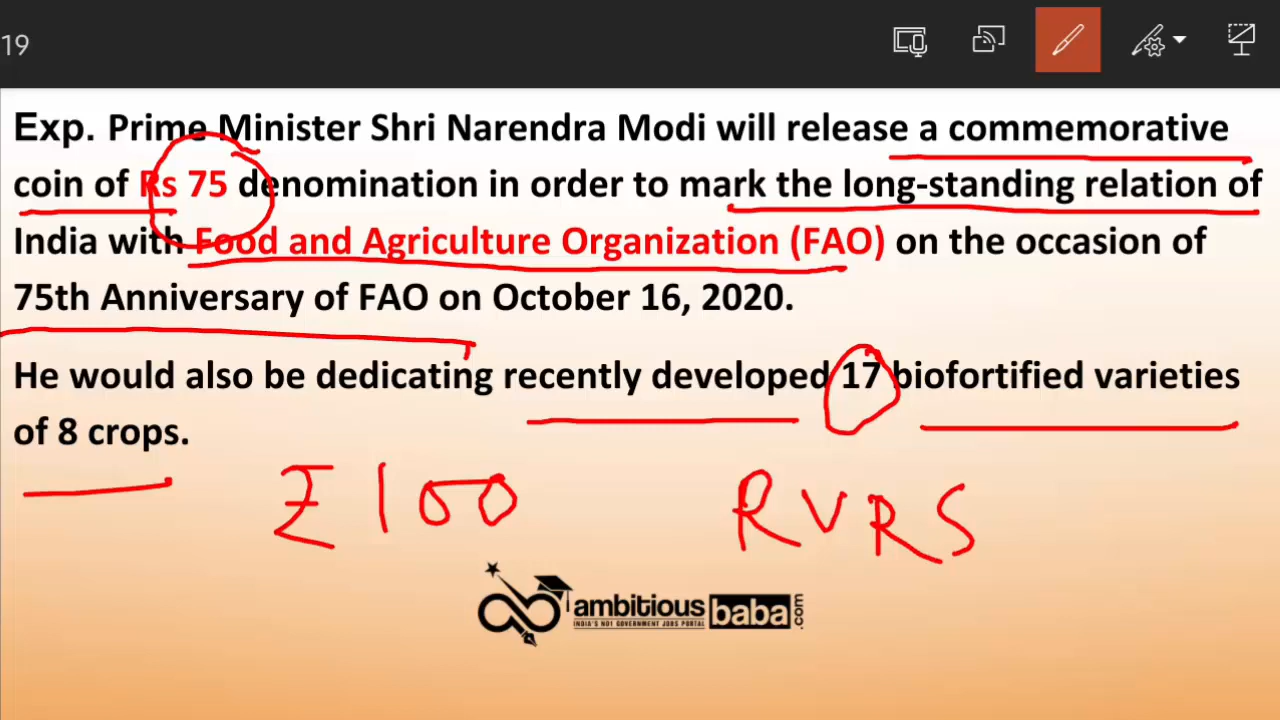 19
Exp. Prime Minister Shri Narendra Modi will release a commemorative
coin of Rs 75 denomination in order to mark the long-standing relation of
India with Food and Agriculture Organization (FAO) on the occasion of
75th Anniversary of FAO on October 16, 2020.
He would also be dedicating recently developed 17 biofortified varieties
of 8 crops.
₹100 RVRS
ambitiousbaba.com
INDIA'S NO1 GOVERNMENT JOBS PORTAL